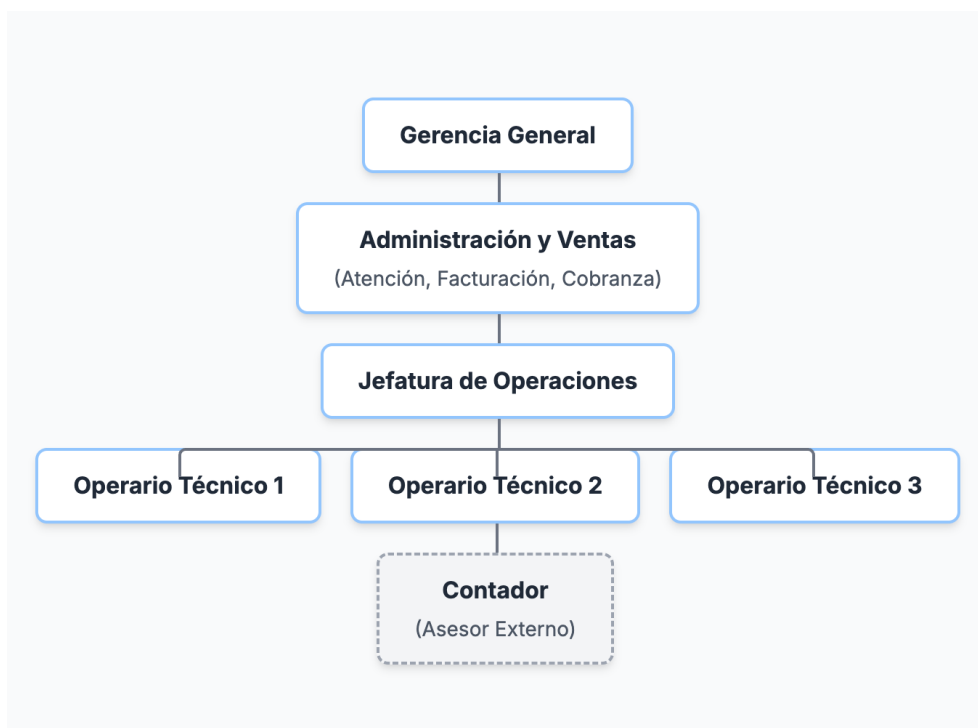 Gerencia General
Administración y Ventas
(Atención, Facturación, Cobranza)
Jefatura de Operaciones
Operario Técnico 1
Operario Técnico 2
Operario Técnico 3
Contador
(Asesor Externo)